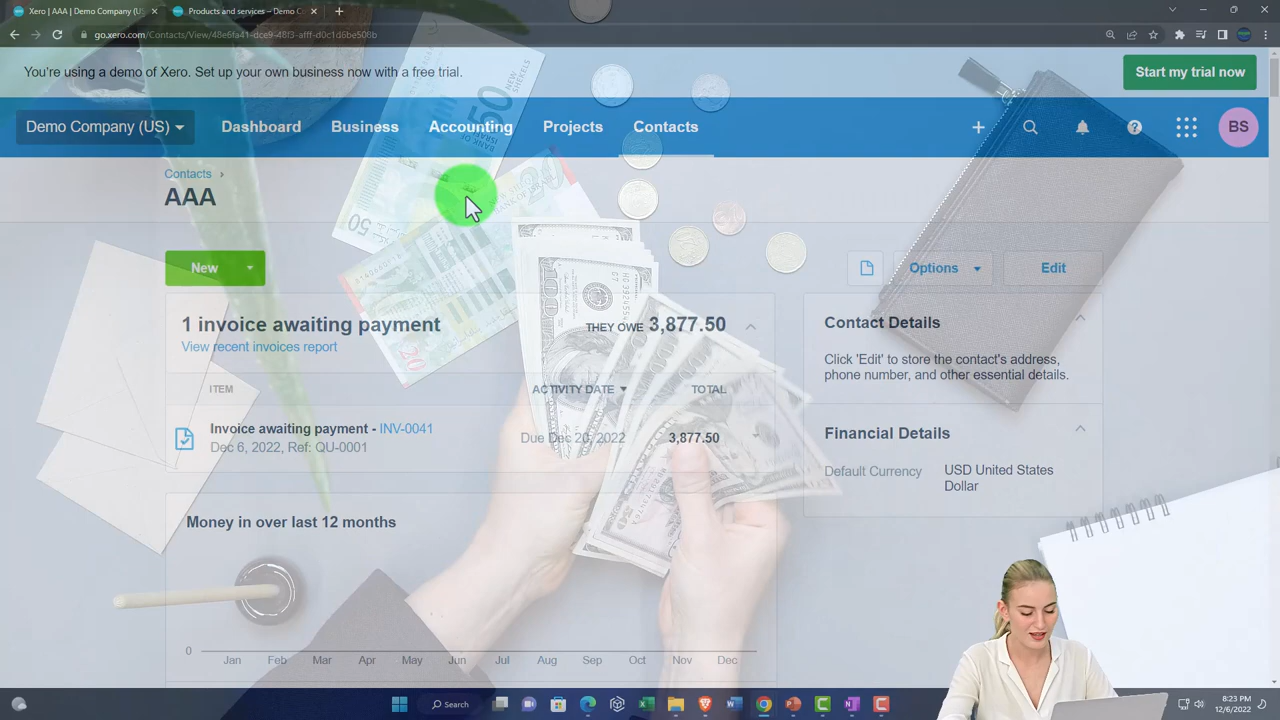 Xero | AAA | Demo Company (US
Products and services – Demo C
go.xero.com/Contacts/View/48e6fa41-dce9-48f3-afff-d0c1d6be508b
You're using a demo of Xero. Set up your own business now with a free trial.
Start my trial now
Demo Company (US)
Dashboard
Business
Accounting
Projects
Contacts
BS
Contacts
AAA
New
Options
Edit
1 invoice awaiting payment
THEY OWE 3,877.50
View recent invoices report
ITEM
ACTIVITY DATE
TOTAL
Invoice awaiting payment - INV-0041
Dec 6, 2022, Ref: QU-0001
Due Dec 20, 2022
3,877.50
Contact Details
Click 'Edit' to store the contact's address,
phone number, and other essential details.
Financial Details
Default Currency
USD United States
Dollar
Money in over last 12 months
0
Jan Feb Mar Apr May Jun Jul Aug Sep Oct Nov Dec
50
50
20
Search
8:23 PM
12/6/2022